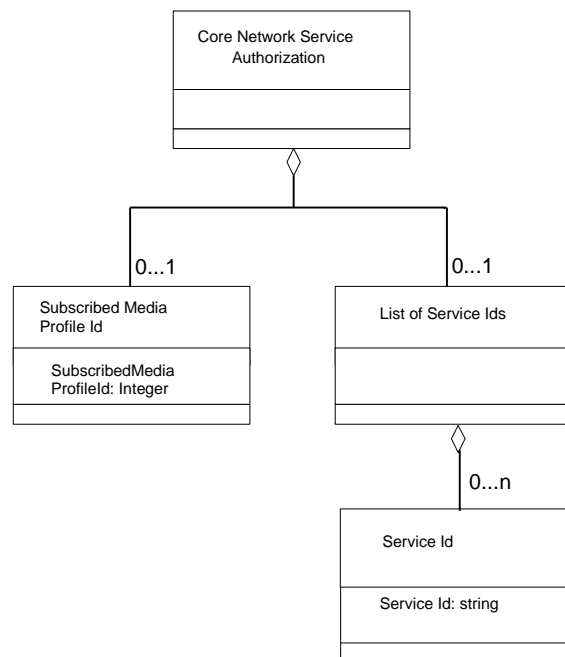 Core Network Service
Authorization
0...1
0...1
Subscribed Media
Profile Id
List of Service Ids
SubscribedMedia
ProfileId: Integer
0...n
Service Id
Service Id: string